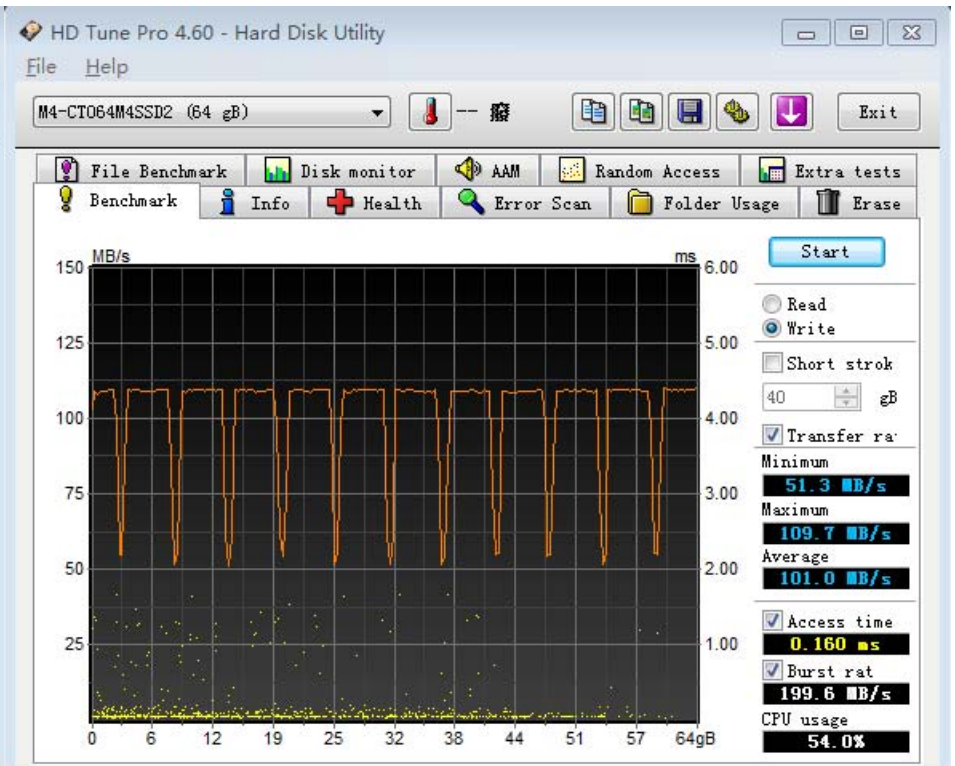 HD Tune Pro 4.60 - Hard Disk Utility
File Help
M4-CT064M4SSD2 (64 gB) -- 癈 Exit
File Benchmark Disk monitor AAM Random Access Extra tests
Benchmark Info Health Error Scan Folder Usage Erase
MB/s ms
150 6.00
125 5.00
100 4.00
75 3.00
50 2.00
25 1.00
0 6 12 19 25 32 38 44 51 57 64gB
Start
Read
Write
Short strok
40 gB
Transfer ra
Minimum
51.3 MB/s
Maximum
109.7 MB/s
Average
101.0 MB/s
Access time
0.160 ms
Burst rat
199.6 MB/s
CPU usage
54.0%